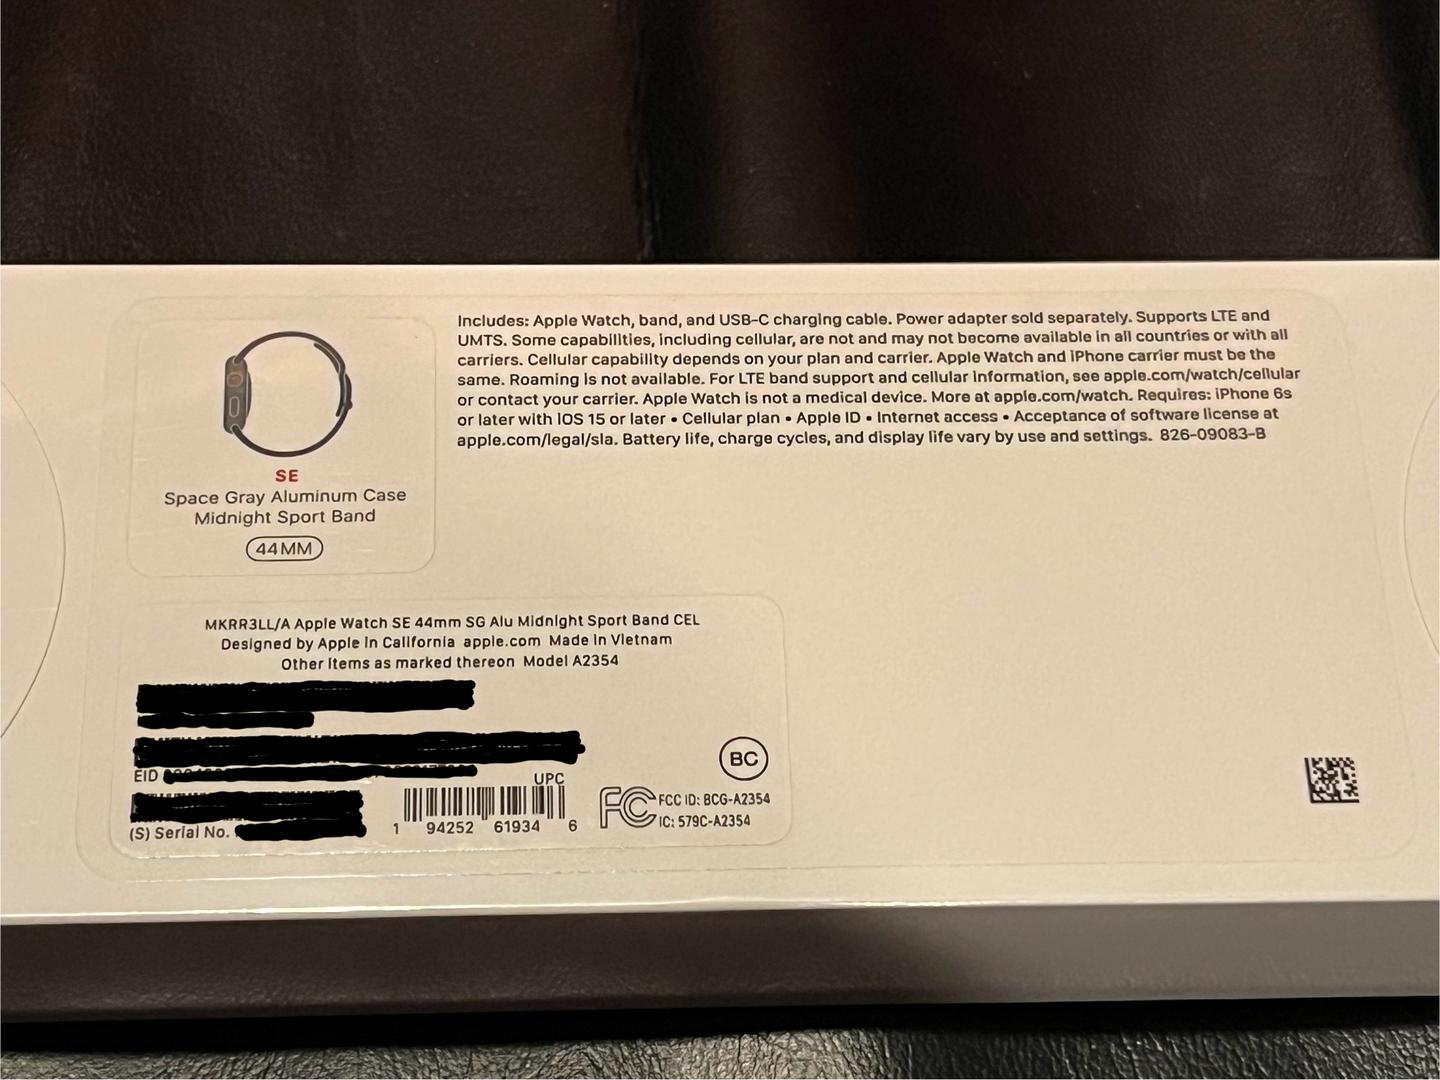 Includes: Apple Watch, band, and USB-C charging cable. Power adapter sold separately. Supports LTE and
UMTS. Some capabilities, including cellular, are not and may not become available in all countries or with all
carriers. Cellular capability depends on your plan and carrier. Apple Watch and iPhone carrier must be the
same. Roaming is not available. For LTE band support and cellular information, see apple.com/watch/cellular
or contact your carrier. Apple Watch is not a medical device. More at apple.com/watch. Requires: iPhone 6s
or later with iOS 15 or later • Cellular plan • Apple ID • Internet access • Acceptance of software license at
apple.com/legal/sla. Battery life, charge cycles, and display life vary by use and settings. 826-09083-B
SE
Space Gray Aluminum Case
Midnight Sport Band
44MM
MKRR3LL/A Apple Watch SE 44mm SG Alu Midnight Sport Band CEL
Designed by Apple in California apple.com Made in Vietnam
Other items as marked thereon Model A2354
EID
UPC
(S) Serial No.
1 94252 61934 6
BC
FC
FCC ID: BCG-A2354
IC: 579C-A2354